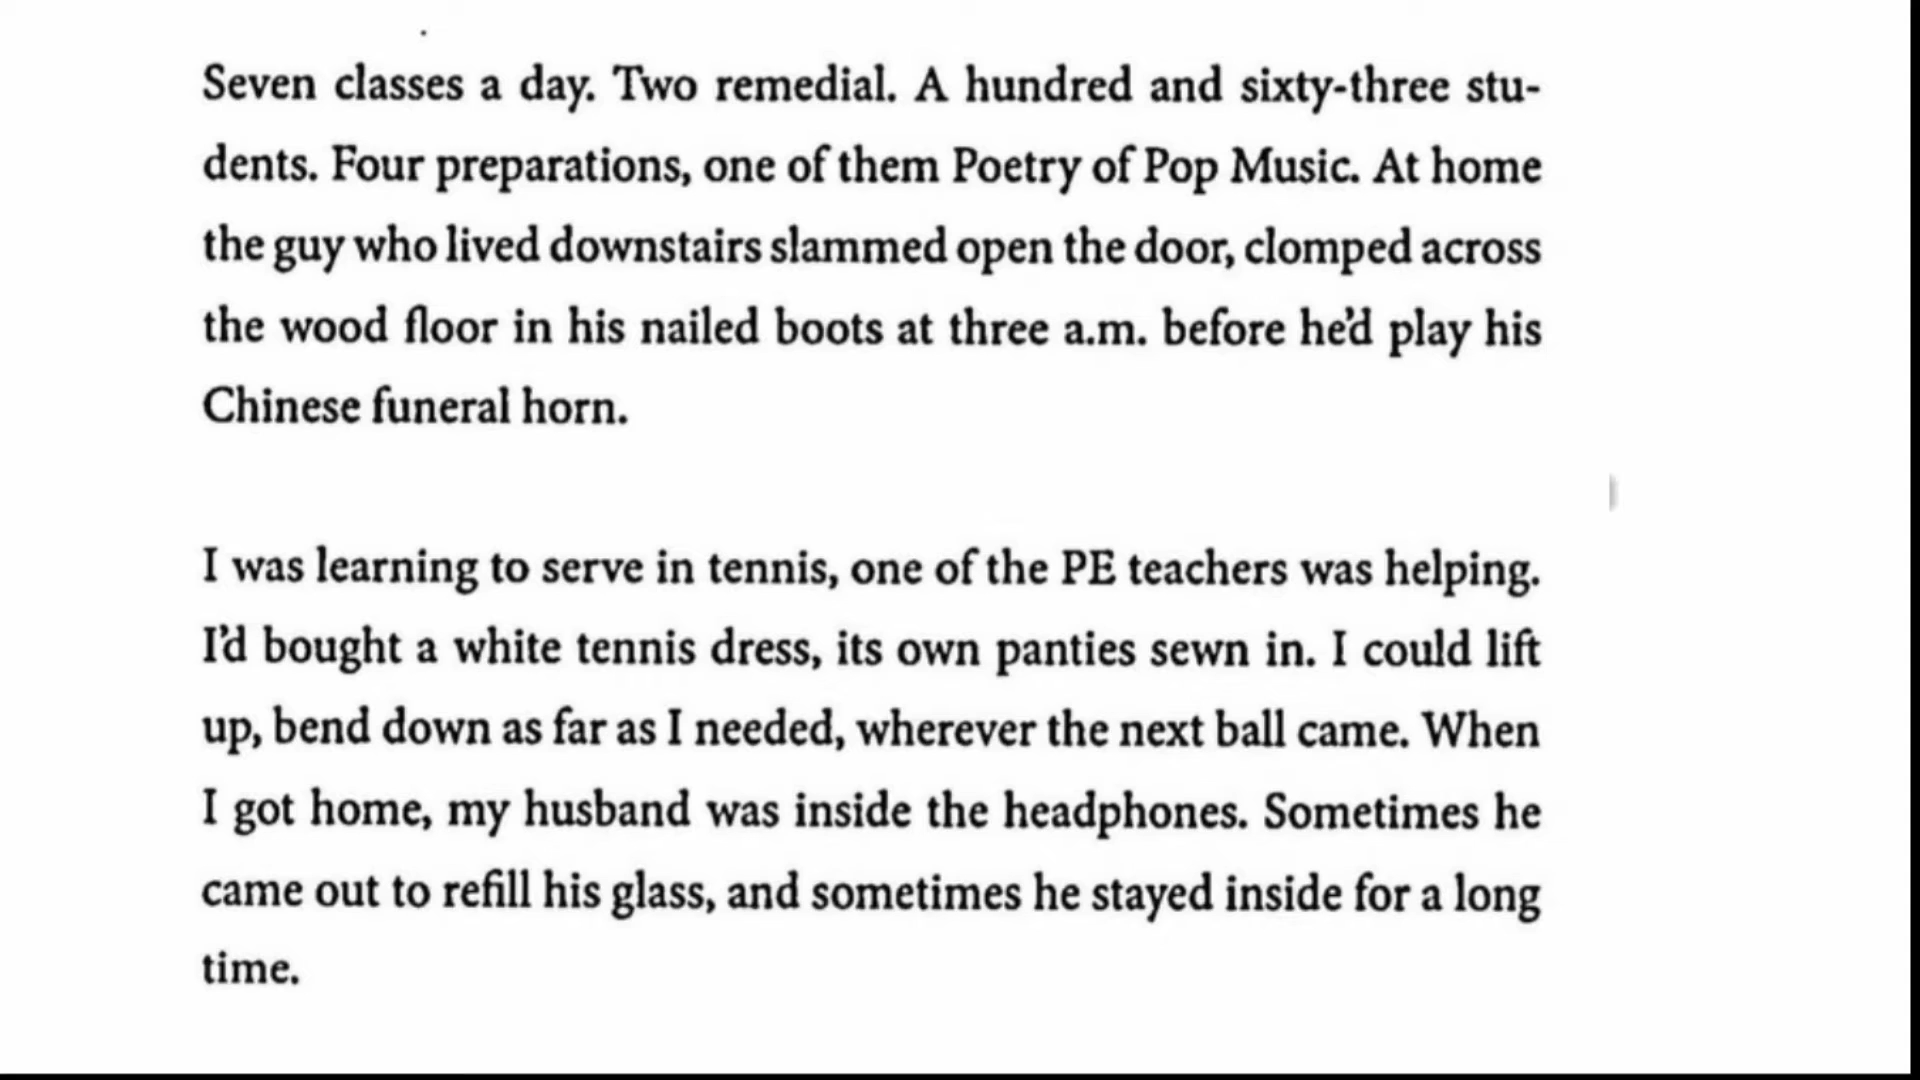 Seven classes a day. Two remedial. A hundred and sixty-three stu-
dents. Four preparations, one of them Poetry of Pop Music. At home
the guy who lived downstairs slammed open the door, clomped across
the wood floor in his nailed boots at three a.m. before he'd play his
Chinese funeral horn.
I was learning to serve in tennis, one of the PE teachers was helping.
I'd bought a white tennis dress, its own panties sewn in. I could lift
up, bend down as far as I needed, wherever the next ball came. When
I got home, my husband was inside the headphones. Sometimes he
came out to refill his glass, and sometimes he stayed inside for a long
time.